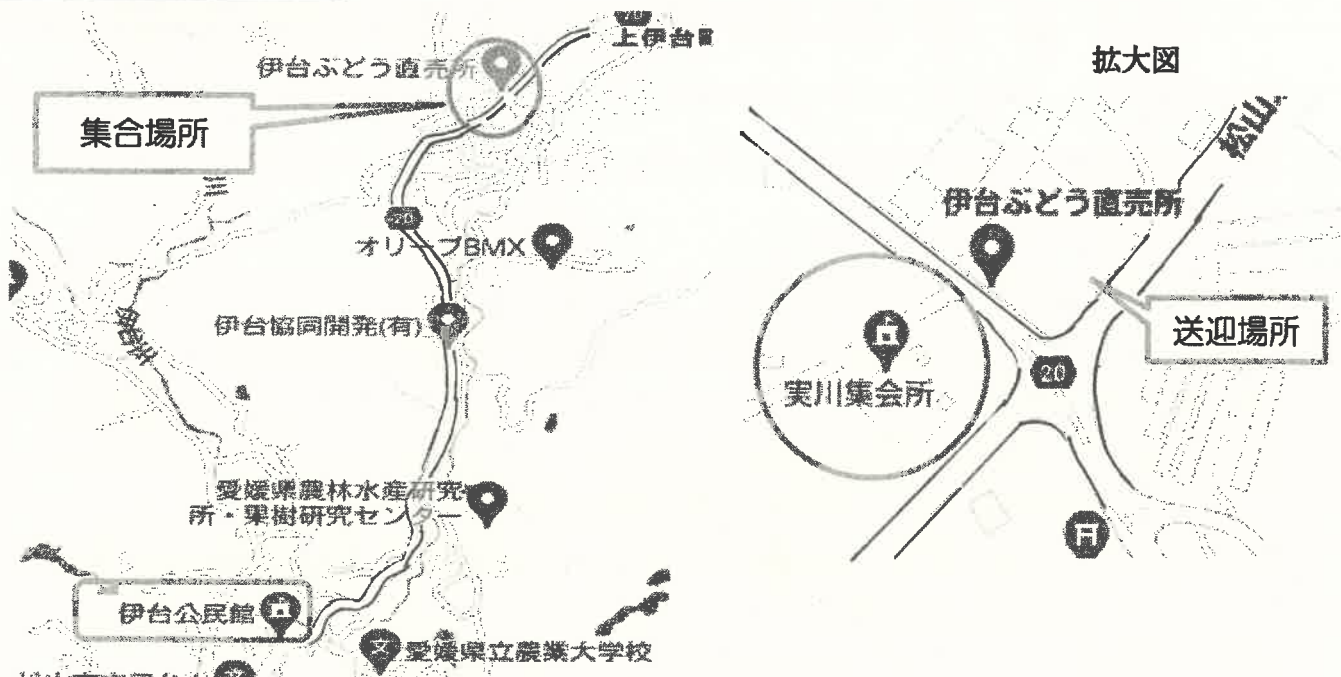 上伊台
伊台ぶどう直売所
集合場所
20
オリーブBMX
伊台協同開発(有)
愛媛県農林水産研究
所・果樹研究センター
伊台公民館
愛媛県立農業大学校
拡大図
松山
伊台ぶどう直売所
送迎場所
20
実川集会所